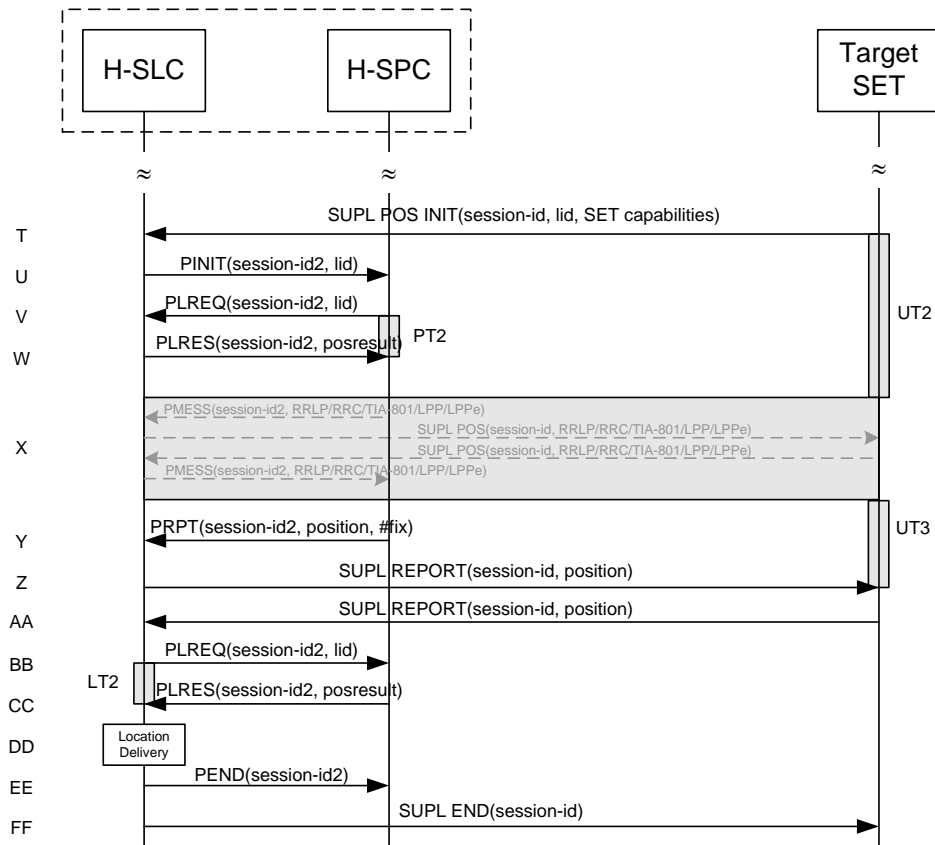 H-SLC
H-SPC
Target
SET
≈ ≈ ≈
SUPL POS INIT(session-id, lid, SET capabilities)
T
PINIT(session-id2, lid)
U
PLREQ(session-id2, lid)
V
UT2
PT2
PLRES(session-id2, posresult)
W
PMESS(session-id2, RRLP/RRC/TIA-801/LPP/LPPe)
SUPL POS(session-id, RRLP/RRC/TIA-801/LPP/LPPe)
X
SUPL POS(session-id, RRLP/RRC/TIA-801/LPP/LPPe)
PMESS(session-id2, RRLP/RRC/TIA-801/LPP/LPPe)
PRPT(session-id2, position, #fix)
UT3
Y
SUPL REPORT(session-id, position)
Z
SUPL REPORT(session-id, position)
AA
PLREQ(session-id2, lid)
BB
LT2
PLRES(session-id2, posresult)
CC
Location
Delivery
DD
PEND(session-id2)
EE
SUPL END(session-id)
FF